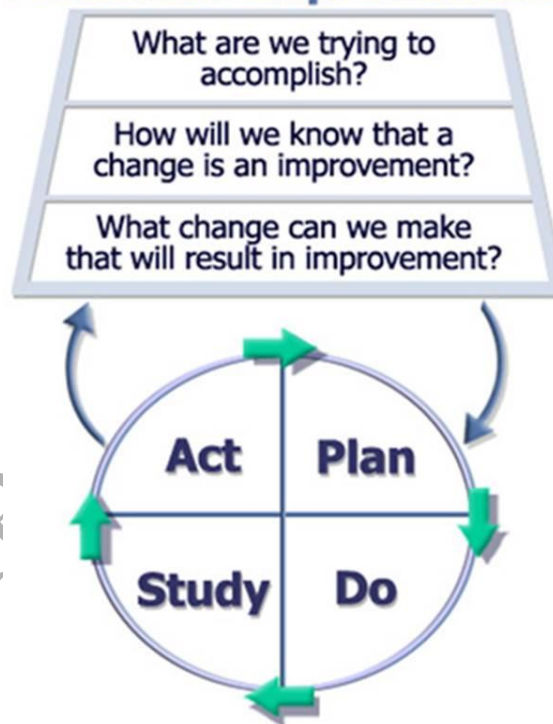 What are we trying to
accomplish?
How will we know that a
change is an improvement?
What change can we make
that will result in improvement?
Act
Plan
Study
Do